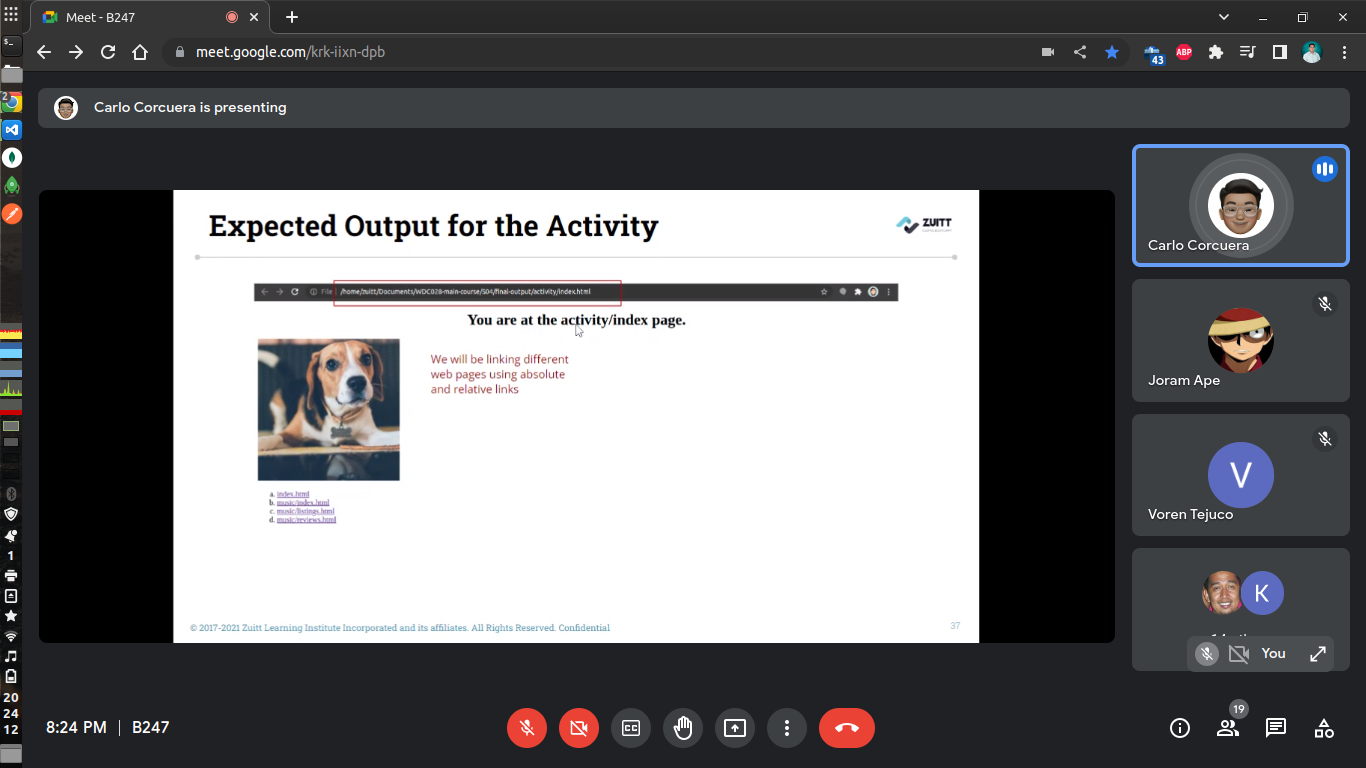 Meet - B247
meet.google.com/krk-iixn-dpb
ABP
43
2
Carlo Corcuera is presenting
Expected Output for the Activity
ZUITT
File
/home/zuitt/Documents/WDC028-main-course/S04/final-output/activity/index.html
You are at the activity/index page.
We will be linking different
web pages using absolute
and relative links
a. index.html
b. music/index.html
c. music/listings.html
d. music/reviews.html
© 2017-2021 Zuitt Learning Institute Incorporated and its affiliates. All Rights Reserved. Confidential
37
Carlo Corcuera
Joram Ape
V
Voren Tejuco
K
You
1
20
24
12
8:24 PM | B247
CC
19